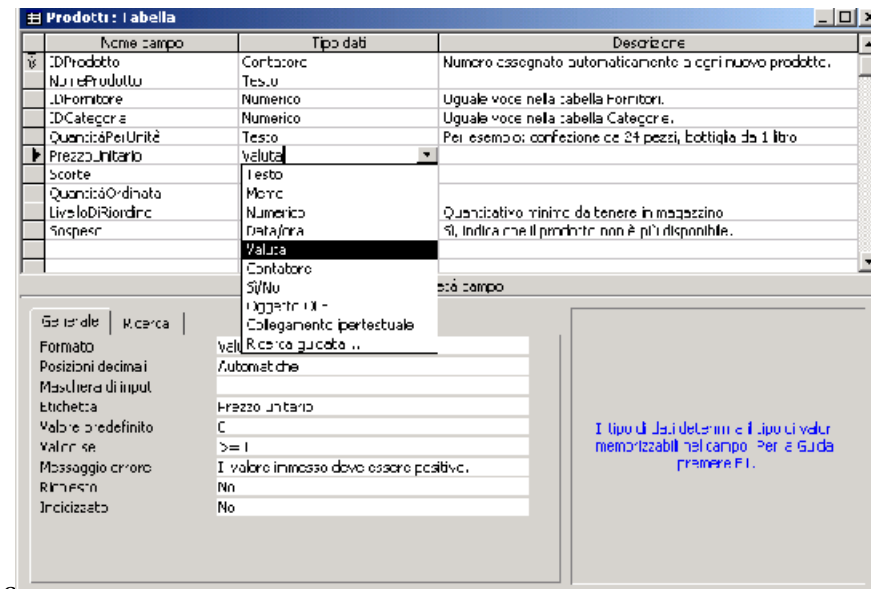 Prodotti : Tabella
Nome campo Tipo dati Descrizione
IDProdotto Contatore Numero assegnato automaticamente a ogni nuovo prodotto.
NomeProdotto Testo
IDFornitore Numerico Uguale voce nella tabella Fornitori.
IDCategoria Numerico Uguale voce nella tabella Categorie.
QuantitàPerUnità Testo Per esempio: confezione da 24 pezzi, bottiglia da 1 litro
PrezzoUnitario Valuta
Scorte Testo
QuantitàOrdinata Memo
LivelloDiRiordino Numerico Quantitativo minimo da tenere in magazzino
Sospeso Data/ora Sì, indica che il prodotto non è più disponibile.
Valuta
Contatore
Sì/No
età campo
Oggetto OLE
Generale Ricerca Collegamento ipertestuale
Formato Valu Ricerca guidata...
Posizioni decimali Automatiche
Maschera di input
Etichetta Prezzo unitario
Valore predefinito 0
Valido se
Messaggio errore Il valore immesso deve essere positivo.
Richiesto No
Indicizzato No
Il tipo di dati determina il tipo di valori
memorizzabili nel campo. Per la Guida
premere F1.